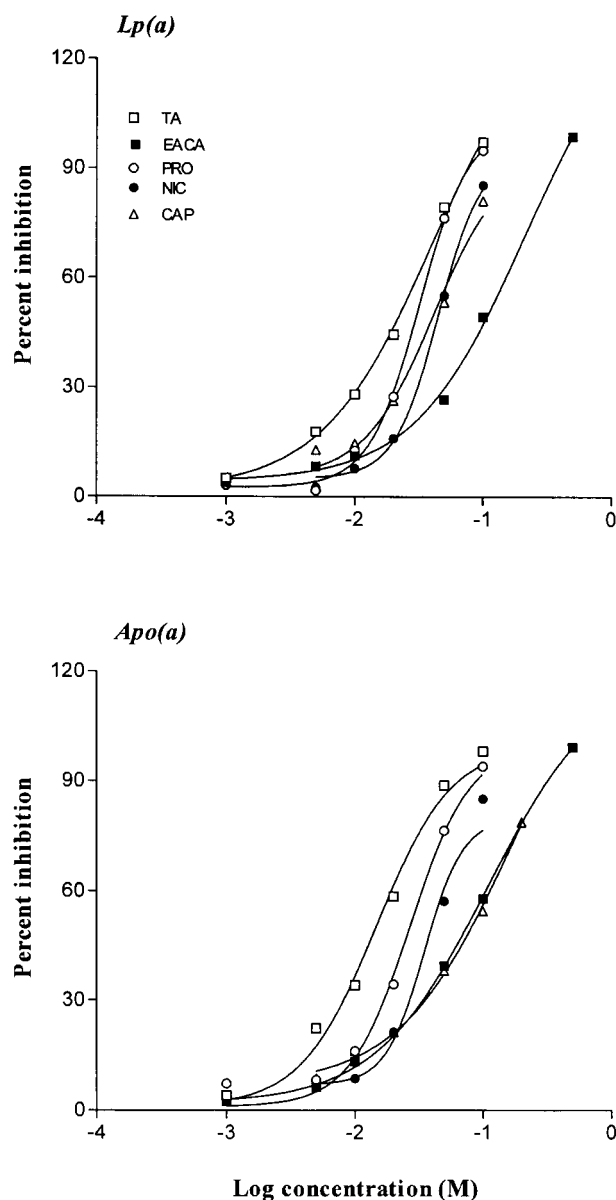 Lp(a)
120
90
60
30
0
Percent inhibition
TA
EACA
PRO
NIC
CAP
-4 -3 -2 -1 0
Apo(a)
120
90
60
30
0
Percent inhibition
-4 -3 -2 -1 0
Log concentration (M)